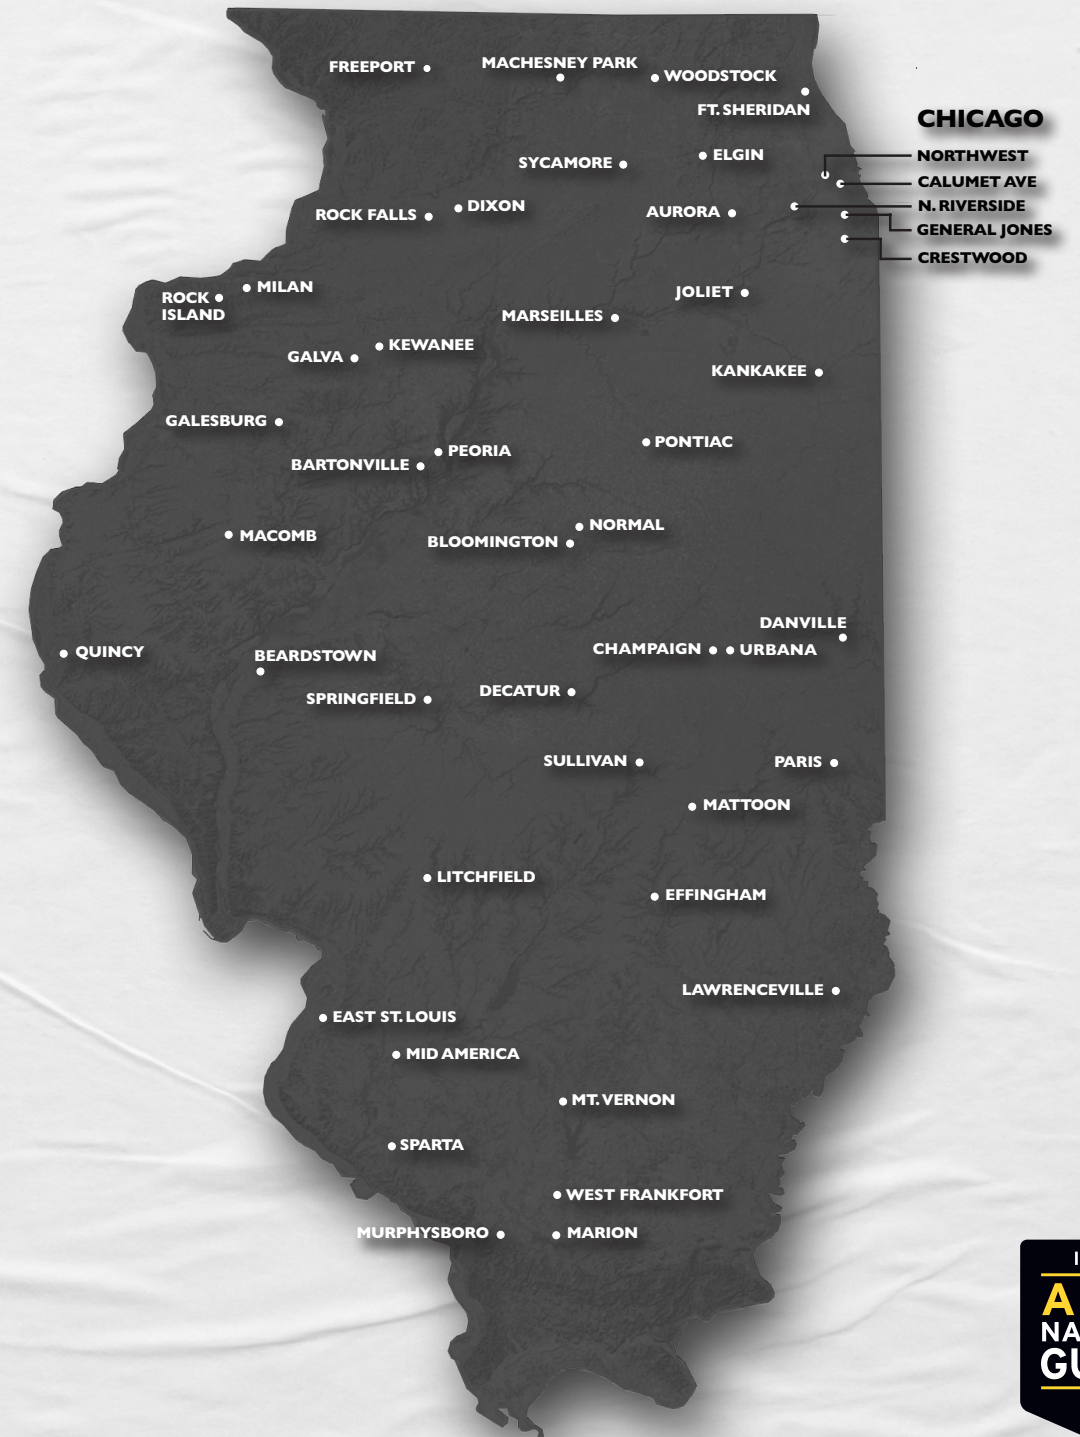 FREEPORT
MACHESNEY PARK
WOODSTOCK
FT. SHERIDAN
CHICAGO
NORTHWEST
CALUMET AVE
N. RIVERSIDE
GENERAL JONES
CRESTWOOD
SYCAMORE
ELGIN
ROCK FALLS
DIXON
AURORA
ROCK
ISLAND
MILAN
JOLIET
MARSEILLES
GALVA
KEWANEE
KANKAKEE
GALESBURG
PEORIA
BARTONVILLE
PONTIAC
MACOMB
NORMAL
BLOOMINGTON
DANVILLE
QUINCY
BEARDSTOWN
CHAMPAIGN
URBANA
SPRINGFIELD
DECATUR
SULLIVAN
PARIS
MATTOON
LITCHFIELD
EFFINGHAM
LAWRENCEVILLE
EAST ST. LOUIS
MID AMERICA
MT. VERNON
SPARTA
WEST FRANKFORT
MURPHYSBORO
MARION